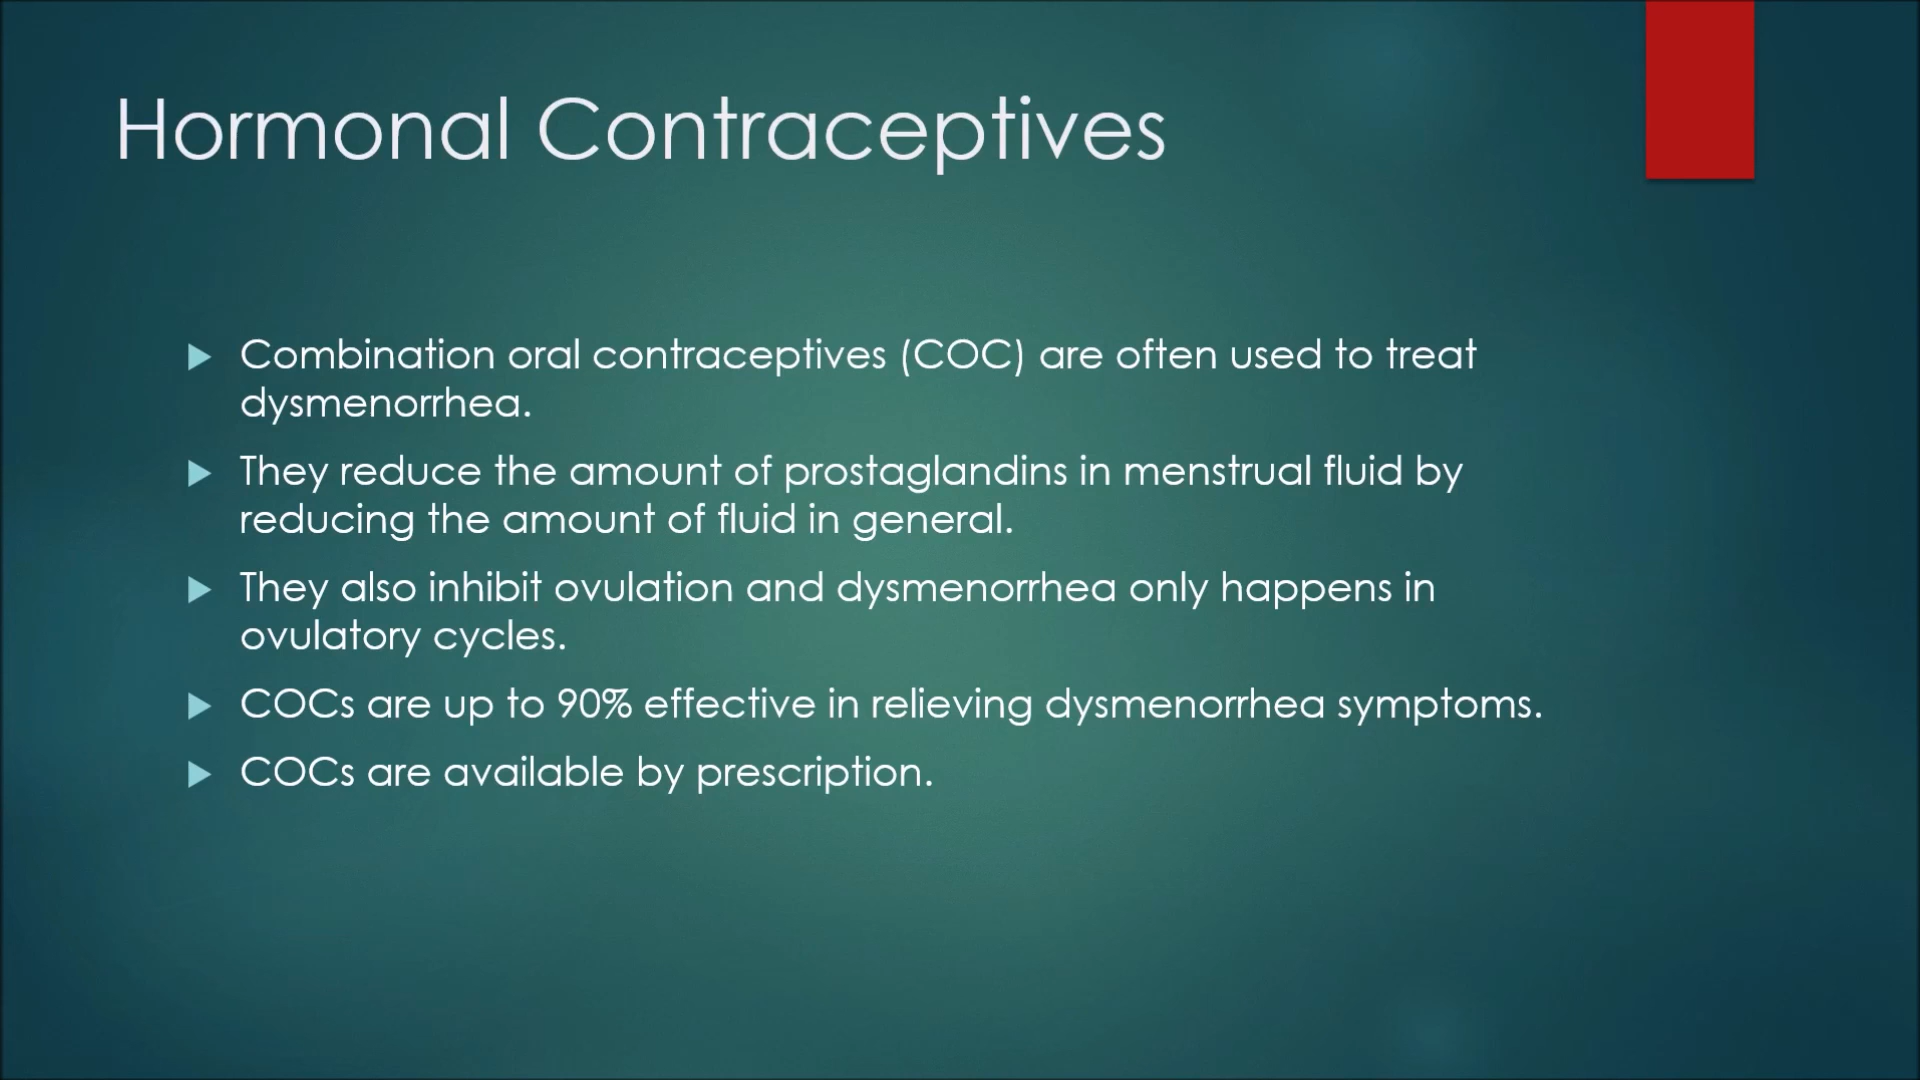 Hormonal Contraceptives
Combination oral contraceptives (COC) are often used to treat
dysmenorrhea.
They reduce the amount of prostaglandins in menstrual fluid by
reducing the amount of fluid in general.
They also inhibit ovulation and dysmenorrhea only happens in
ovulatory cycles.
COCs are up to 90% effective in relieving dysmenorrhea symptoms.
COCs are available by prescription.